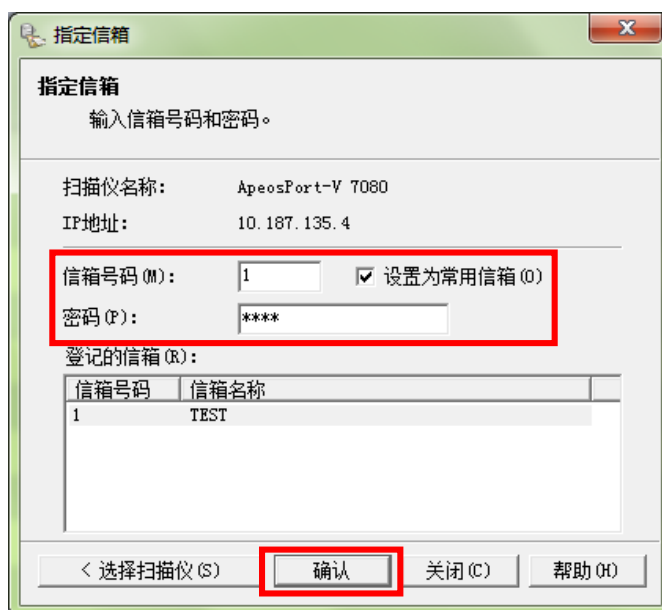 指定信箱
指定信箱
输入信箱号码和密码。
扫描仪名称: ApeosPort-V 7080
IP地址: 10.187.135.4
信箱号码(M): 1 设置为常用信箱(O)
密码(P): ****
登记的信箱(R):
信箱号码 信箱名称
1 TEST
< 选择扫描仪(S) 确认 关闭(C) 帮助(H)